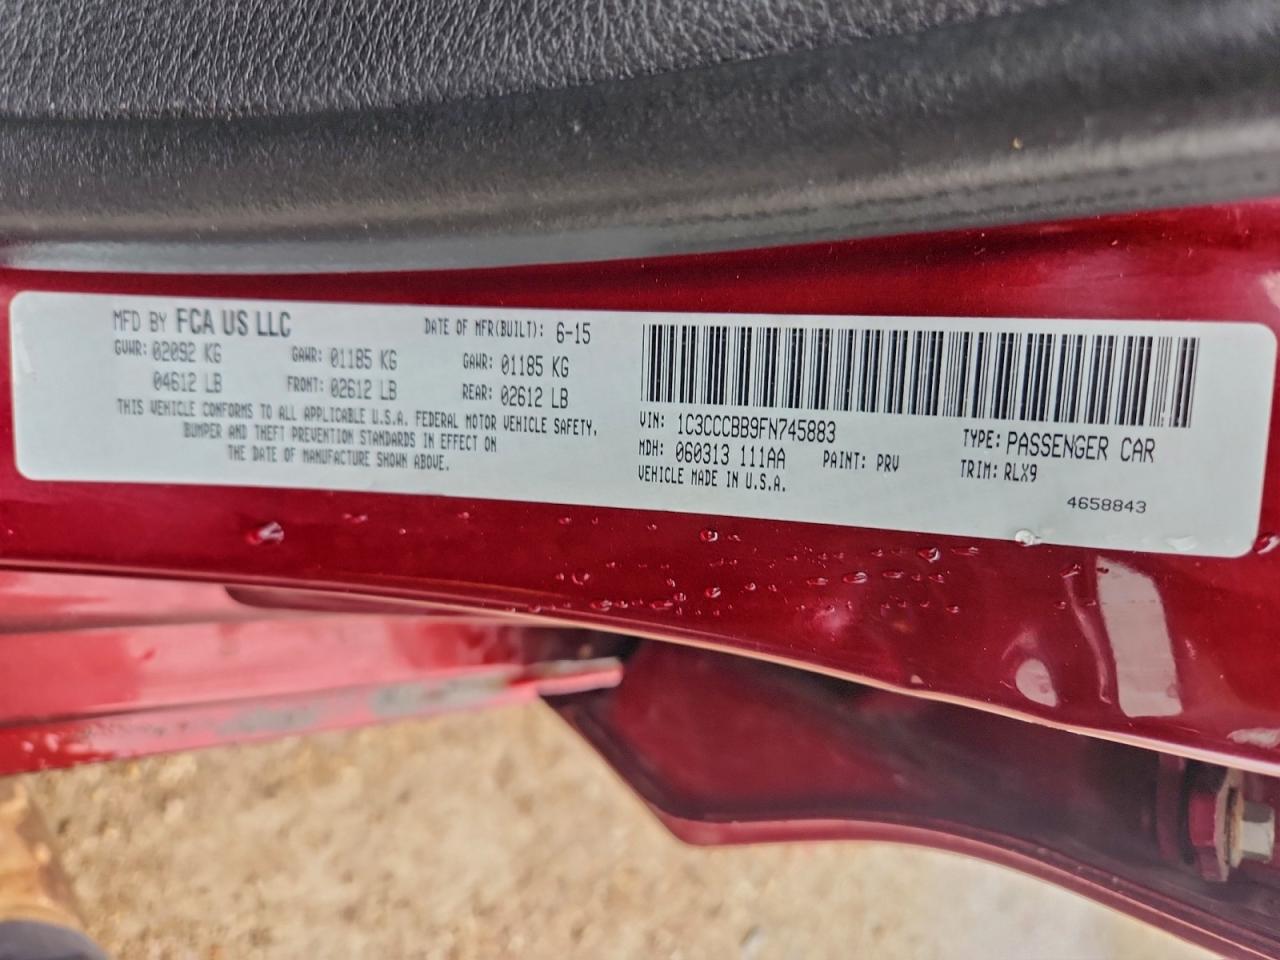 MFD BY FCA US LLC DATE OF MFR(BUILT): 6-15
GVWR: 02092 KG GAWR: 01185 KG GAWR: 01185 KG
04612 LB FRONT: 02612 LB REAR: 02612 LB
THIS VEHICLE CONFORMS TO ALL APPLICABLE U.S.A. FEDERAL MOTOR VEHICLE SAFETY,
BUMPER AND THEFT PREVENTION STANDARDS IN EFFECT ON
THE DATE OF MANUFACTURE SHOWN ABOVE.
VIN: 1C3CCCBB9FN745883 TYPE: PASSENGER CAR
MDH: 060313 111AA PAINT: PRV TRIM: RLX9
VEHICLE MADE IN U.S.A.
4658843